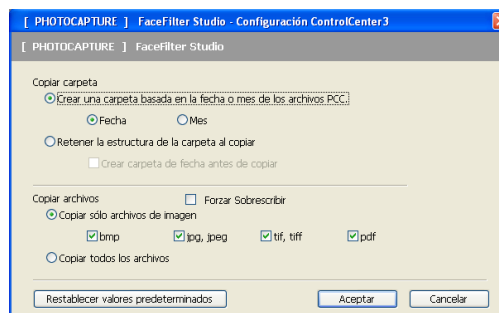 [ PHOTOCAPTURE ] FaceFilter Studio - Configuración ControlCenter3
[ PHOTOCAPTURE ] FaceFilter Studio
Copiar carpeta
Crear una carpeta basada en la fecha o mes de los archivos PCC.
Fecha Mes
Retener la estructura de la carpeta al copiar
Crear carpeta de fecha antes de copiar
Copiar archivos Forzar Sobrescribir
Copiar sólo archivos de imagen
bmp jpg, jpeg tif, tiff pdf
Copiar todos los archivos
Restablecer valores predeterminados Aceptar Cancelar